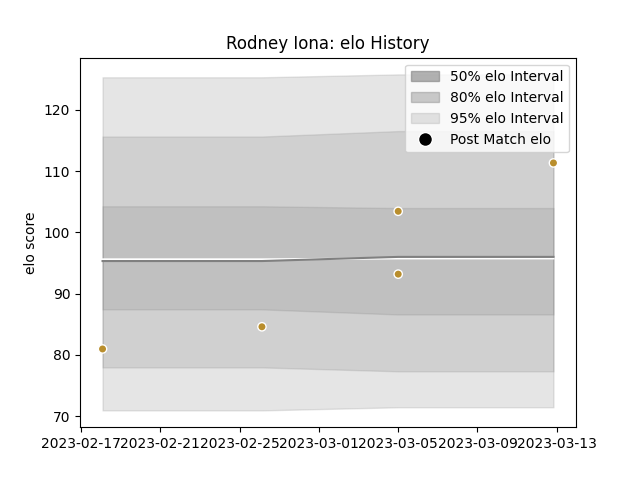 Rodney Iona: elo History
50% elo Interval
80% elo Interval
95% elo Interval
Post Match elo
elo score
120
110
100
90
80
70
2023-02-17 2023-02-21 2023-02-25 2023-03-01 2023-03-05 2023-03-09 2023-03-13